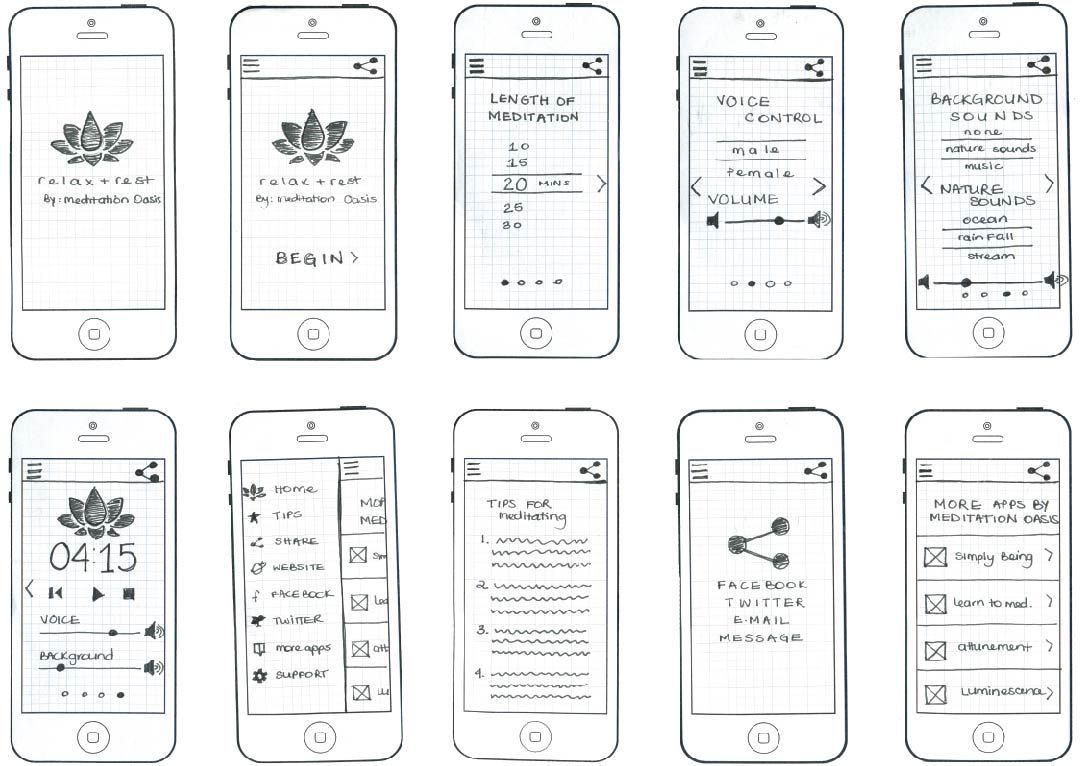 relax + rest
By: meditation Oasis
relax + rest
By: meditation Oasis
BEGIN >
LENGTH OF
MEDITATION
10
15
20 MINS
25
30
VOICE
CONTROL
male
female
VOLUME
BACKGROUND
SOUNDS
none
nature sounds
music
NATURE
SOUNDS
ocean
rain fall
stream
04:15
VOICE
BACKground
Home
TIPS
SHARE
WEBSITE
FACEBOOK
TWITTER
more apps
SUPPORT
MOR
MED
Sim
lea
att
Lu
TIPS FOR
meditating
1.
2.
3.
4.
FACEBOOK
TWITTER
E-MAIL
MESSAGE
MORE APPS BY
MEDITATION OASIS
Simply Being
learn to med.
attunement